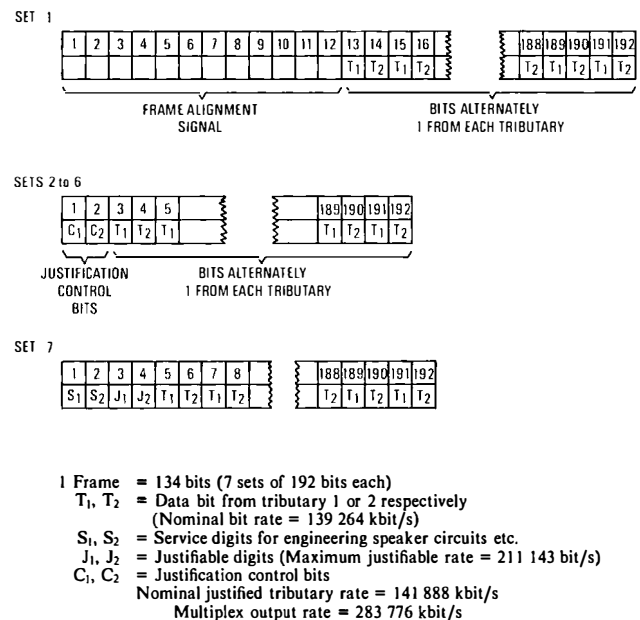 SET 1
1 2 3 4 5 6 7 8 9 10 11 12 13 14 15 16 188 189 190 191 192
T1 T2 T1 T2 T2 T1 T2 T1 T2
FRAME ALIGNMENT SIGNAL
BITS ALTERNATELY 1 FROM EACH TRIBUTARY
SETS 2 to 6
1 2 3 4 5 189 190 191 192
C1 C2 T1 T2 T1 T1 T2 T1 T2
JUSTIFICATION CONTROL BITS
BITS ALTERNATELY 1 FROM EACH TRIBUTARY
SET 7
1 2 3 4 5 6 7 8 188 189 190 191 192
S1 S2 J1 J2 T1 T2 T1 T2 T2 T1 T2 T1 T2
1 Frame = 134 bits (7 sets of 192 bits each)
T1, T2 = Data bit from tributary 1 or 2 respectively
(Nominal bit rate = 139 264 kbit/s)
S1, S2 = Service digits for engineering speaker circuits etc.
J1, J2 = Justifiable digits (Maximum justifiable rate = 211 143 bit/s)
C1, C2 = Justification control bits
Nominal justified tributary rate = 141 888 kbit/s
Multiplex output rate = 283 776 kbit/s